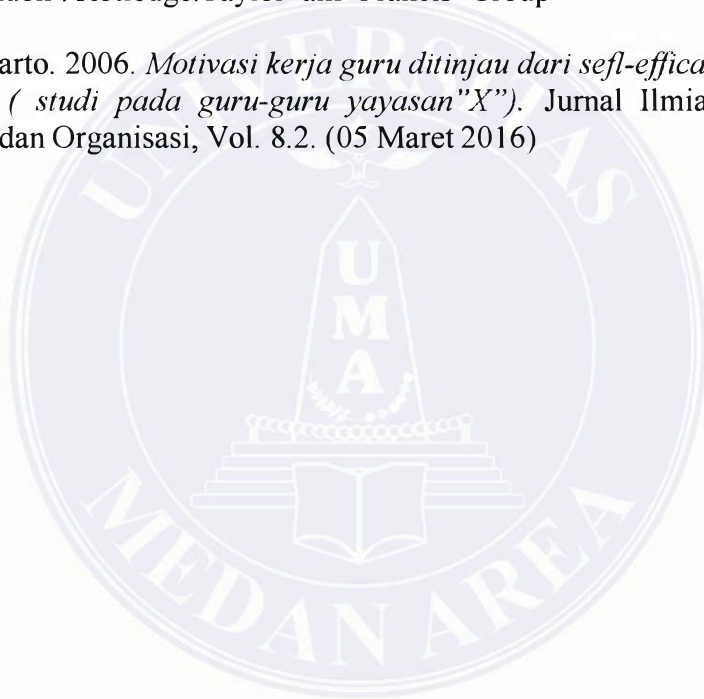 arto. 2006. Motivasi kerja guru ditinjau dari sefl-effica
( studi pada guru-guru yayasan"X"). Jurnal Ilmia
dan Organisasi, Vol. 8.2. (05 Maret 2016)
UNIVERSITAS
U
M
A
MEDAN AREA